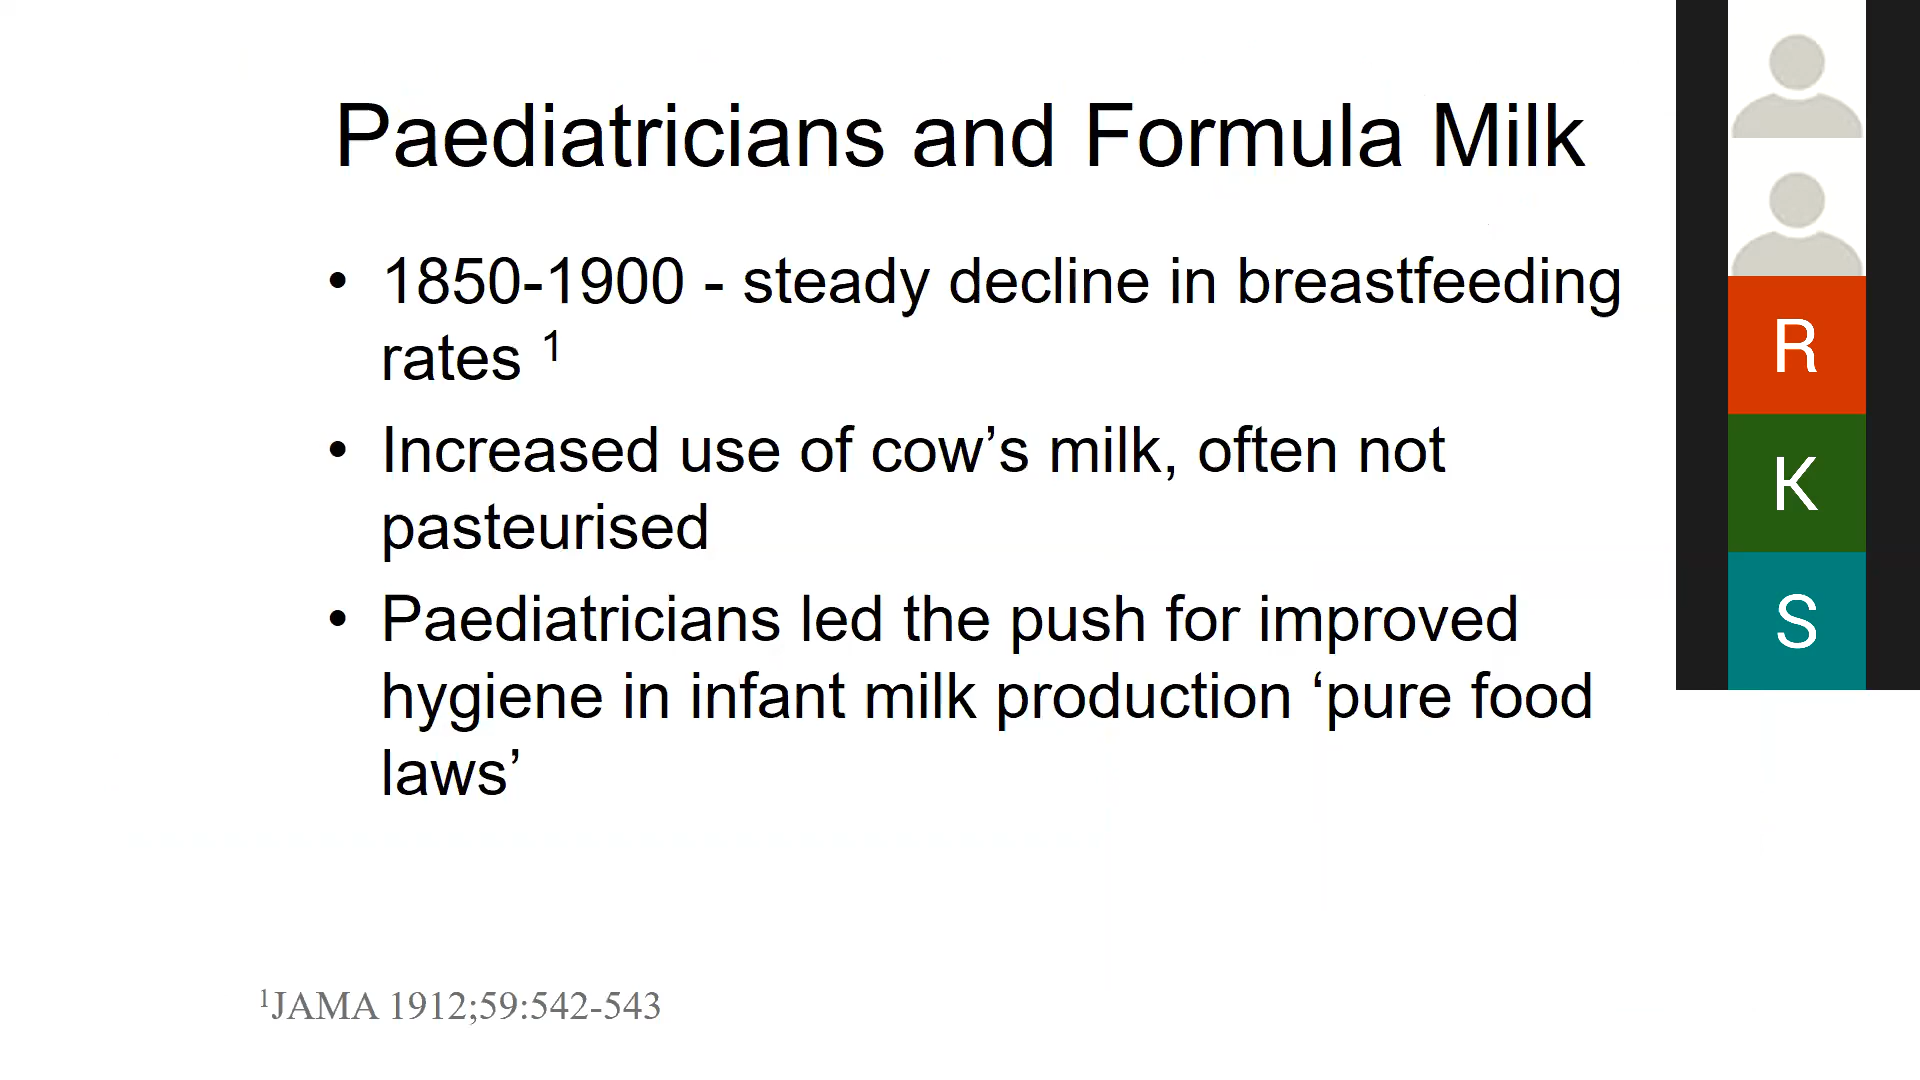 Paediatricians and Formula Milk
• 1850-1900 - steady decline in breastfeeding
rates ¹
• Increased use of cow’s milk, often not
pasteurised
• Paediatricians led the push for improved
hygiene in infant milk production ‘pure food
laws’
¹JAMA 1912;59:542-543
R
K
S